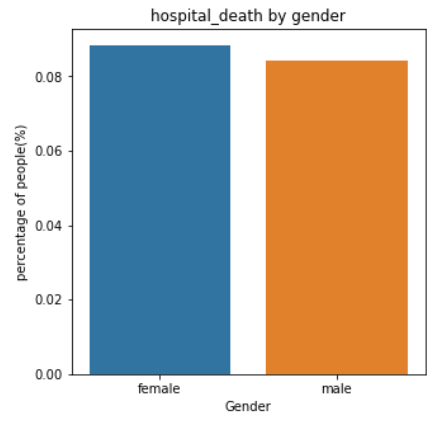 hospital_death by gender
percentage of people(%)
0.08
0.06
0.04
0.02
0.00
female male
Gender